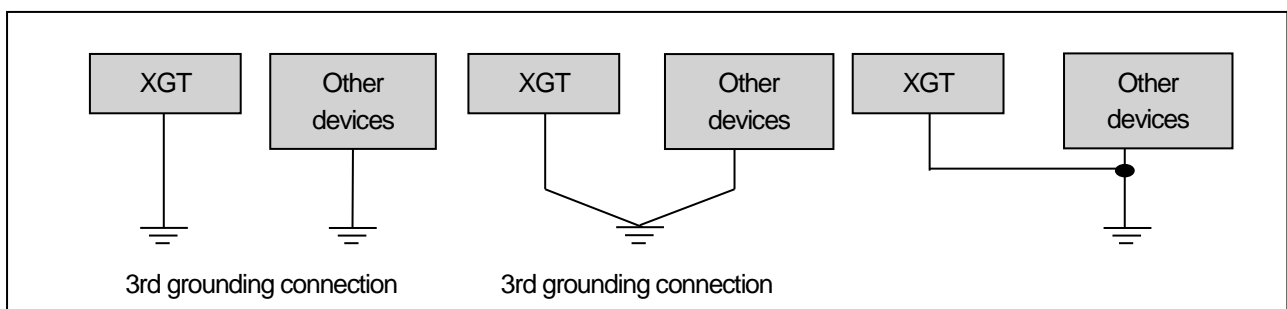 XGT
Other
devices
XGT
Other
devices
XGT
Other
devices
3rd grounding connection
3rd grounding connection